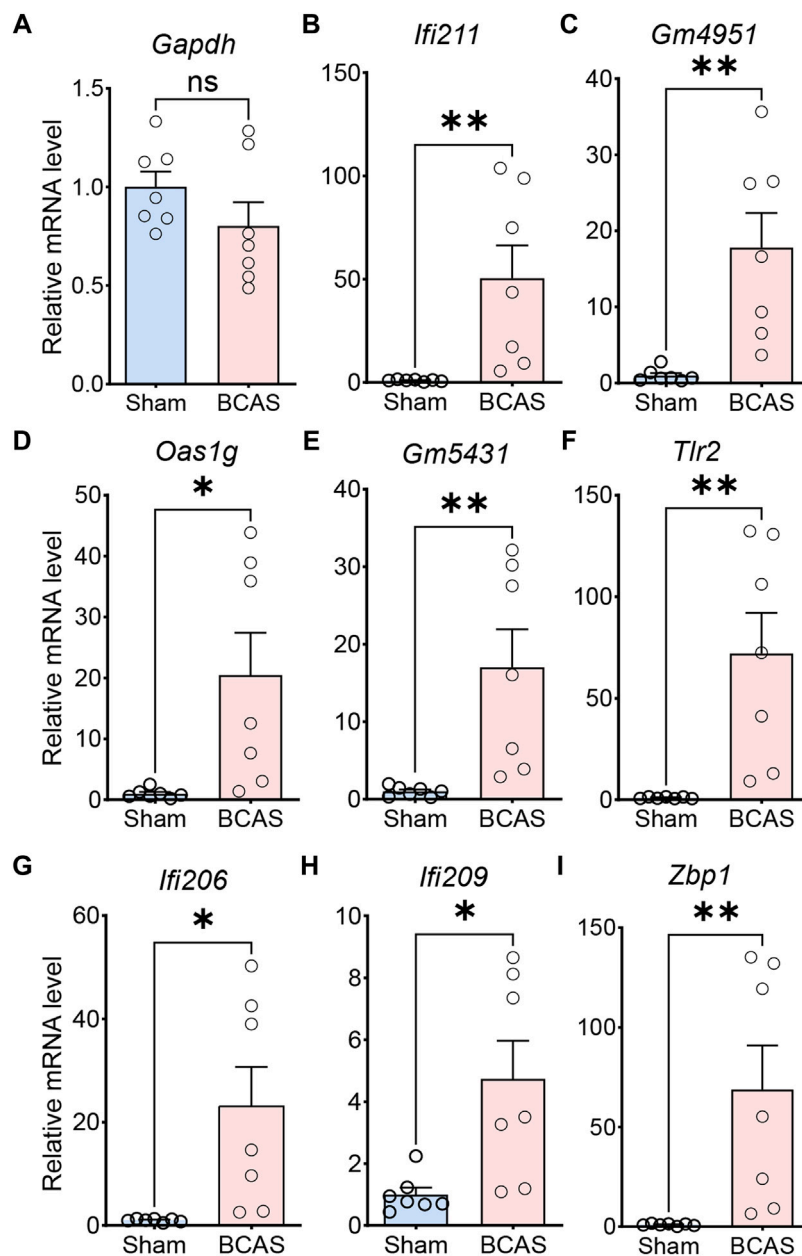 A
Gapdh
ns
Relative mRNA level
1.5
1.0
0.5
0.0
Sham BCAS
B
Ifi211
**
150
100
50
0
Sham BCAS
C
Gm4951
**
40
30
20
10
0
Sham BCAS
D
Oas1g
*
Relative mRNA level
50
40
30
20
10
0
Sham BCAS
E
Gm5431
**
40
30
20
10
0
Sham BCAS
F
Tlr2
**
150
100
50
0
Sham BCAS
G
Ifi206
*
Relative mRNA level
60
40
20
0
Sham BCAS
H
Ifi209
*
10
8
6
4
2
0
Sham BCAS
I
Zbp1
**
150
100
50
0
Sham BCAS